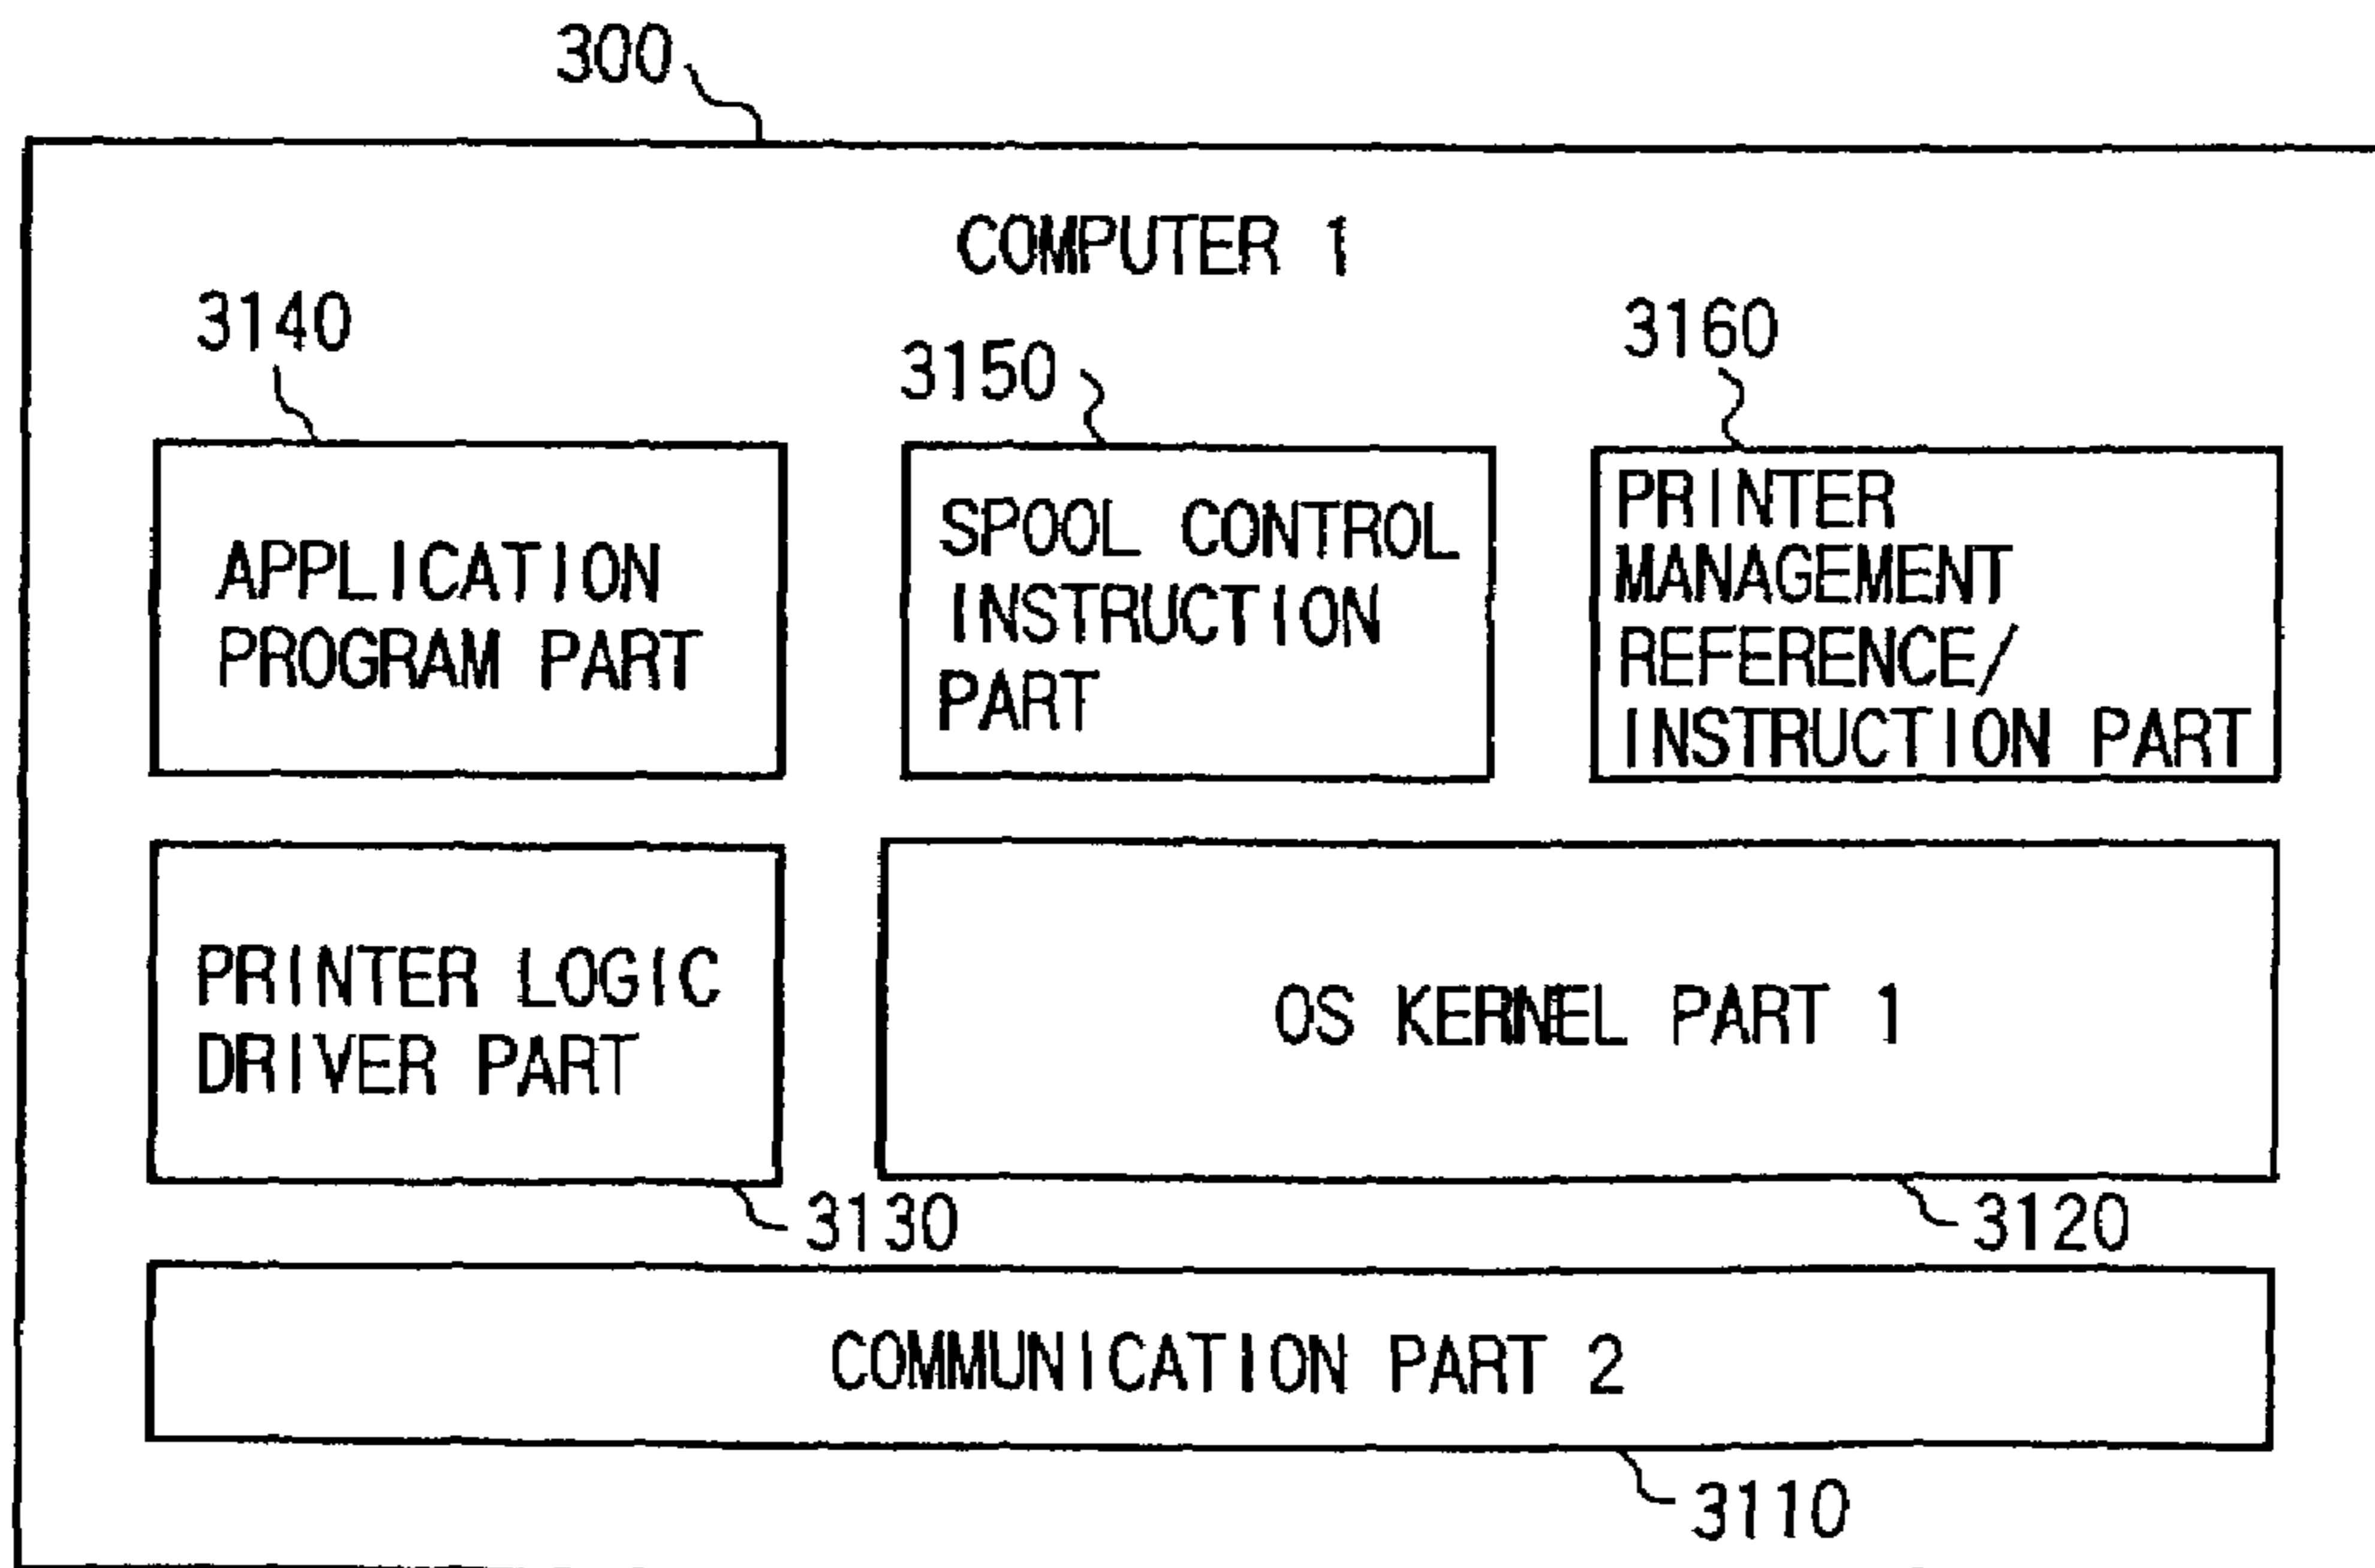 300
COMPUTER 1
3140
3150
3160
APPLICATION
PROGRAM PART
SPOOL CONTROL
INSTRUCTION
PART
PRINTER
MANAGEMENT
REFERENCE/
INSTRUCTION PART
PRINTER LOGIC
DRIVER PART
OS KERNEL PART 1
3130
3120
COMMUNICATION PART 2
3110